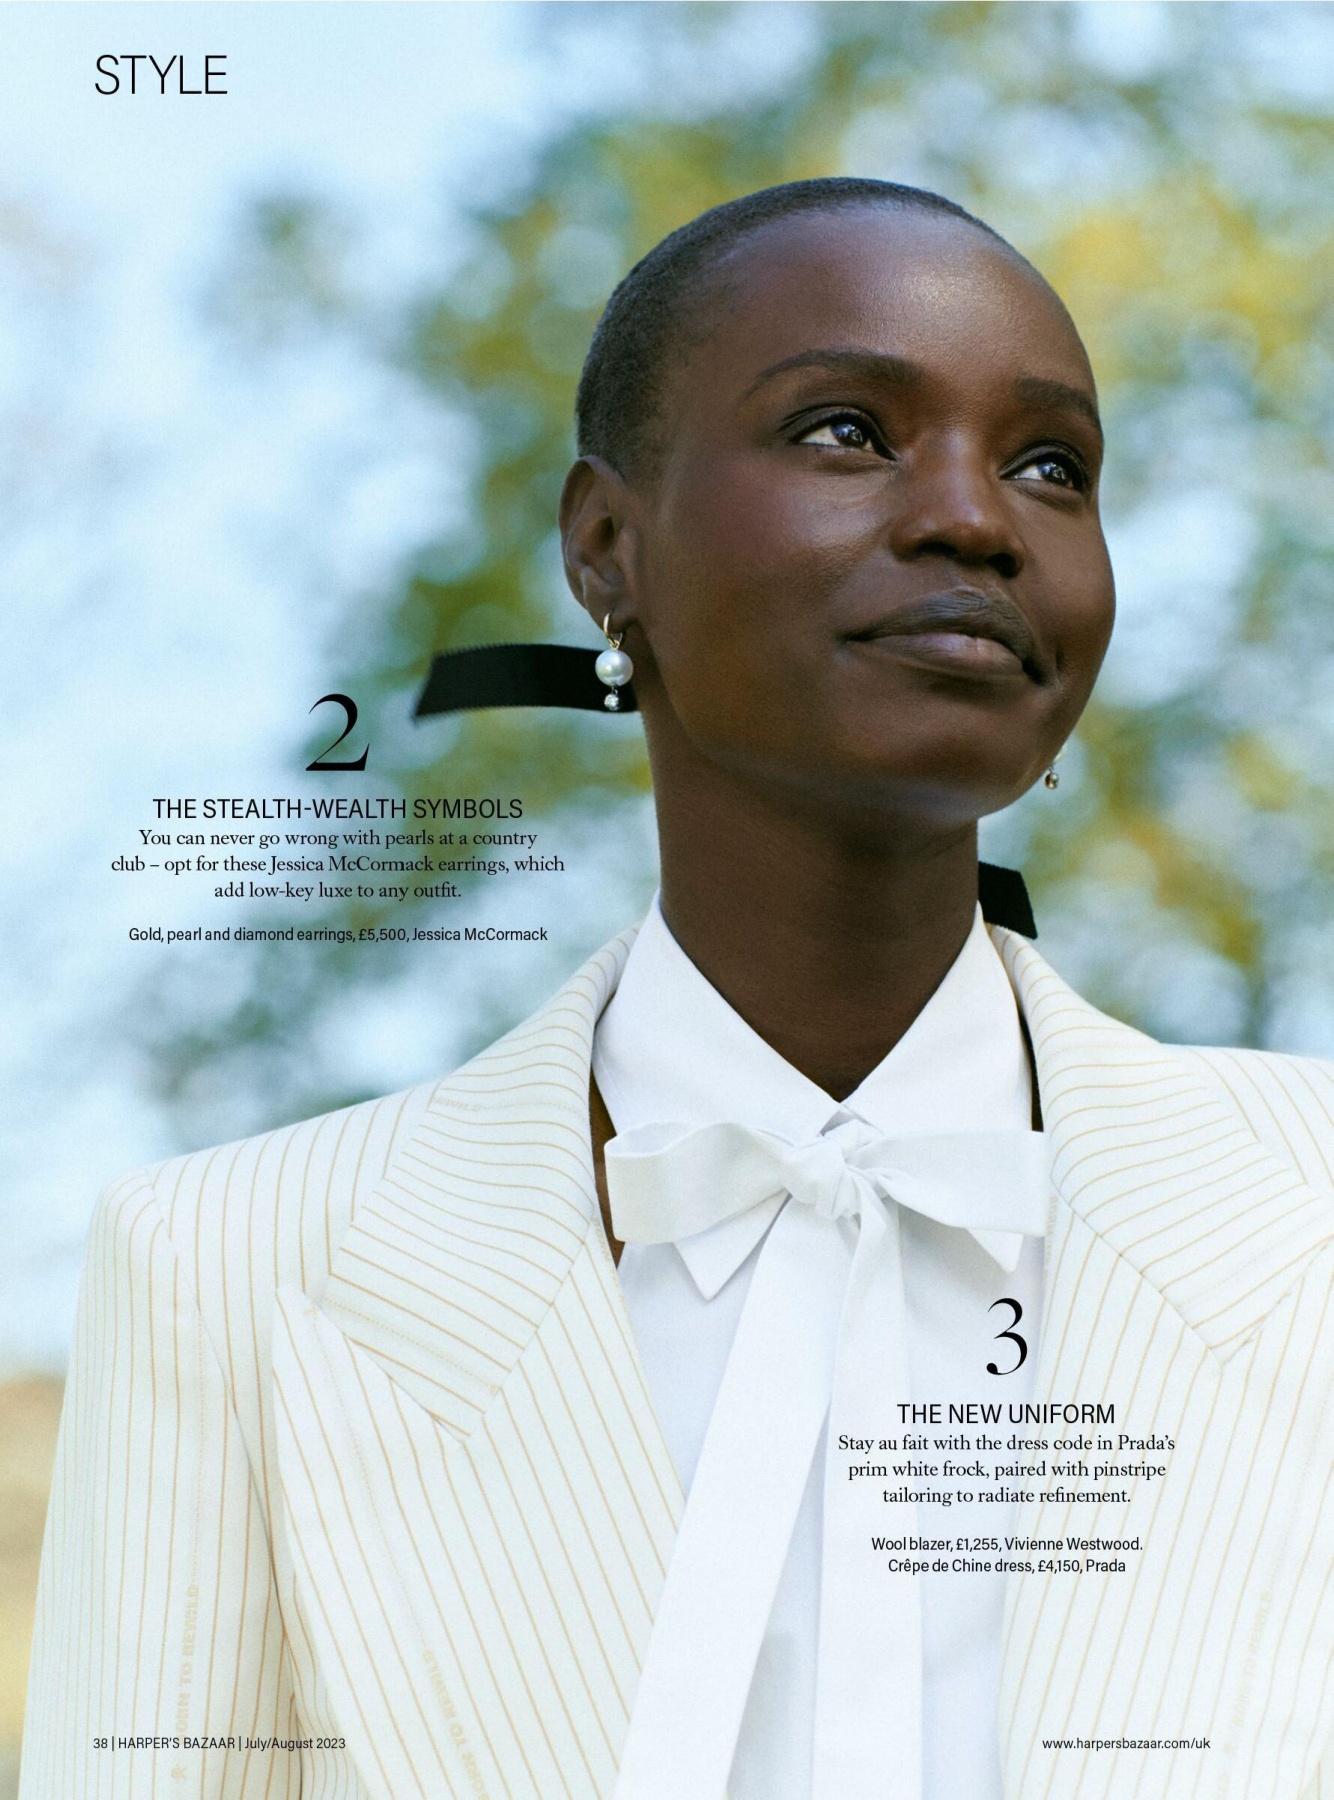 STYLE
2
THE STEALTH-WEALTH SYMBOLS
You can never go wrong with pearls at a country
club – opt for these Jessica McCormack earrings, which
add low-key luxe to any outfit.
Gold, pearl and diamond earrings, £5,500, Jessica McCormack
3
THE NEW UNIFORM
Stay au fait with the dress code in Prada’s
prim white frock, paired with pinstripe
tailoring to radiate refinement.
Wool blazer, £1,255, Vivienne Westwood.
Crêpe de Chine dress, £4,150, Prada
BORN TO REWILD
38 | HARPER’S BAZAAR | July/August 2023
www.harpersbazaar.com/uk